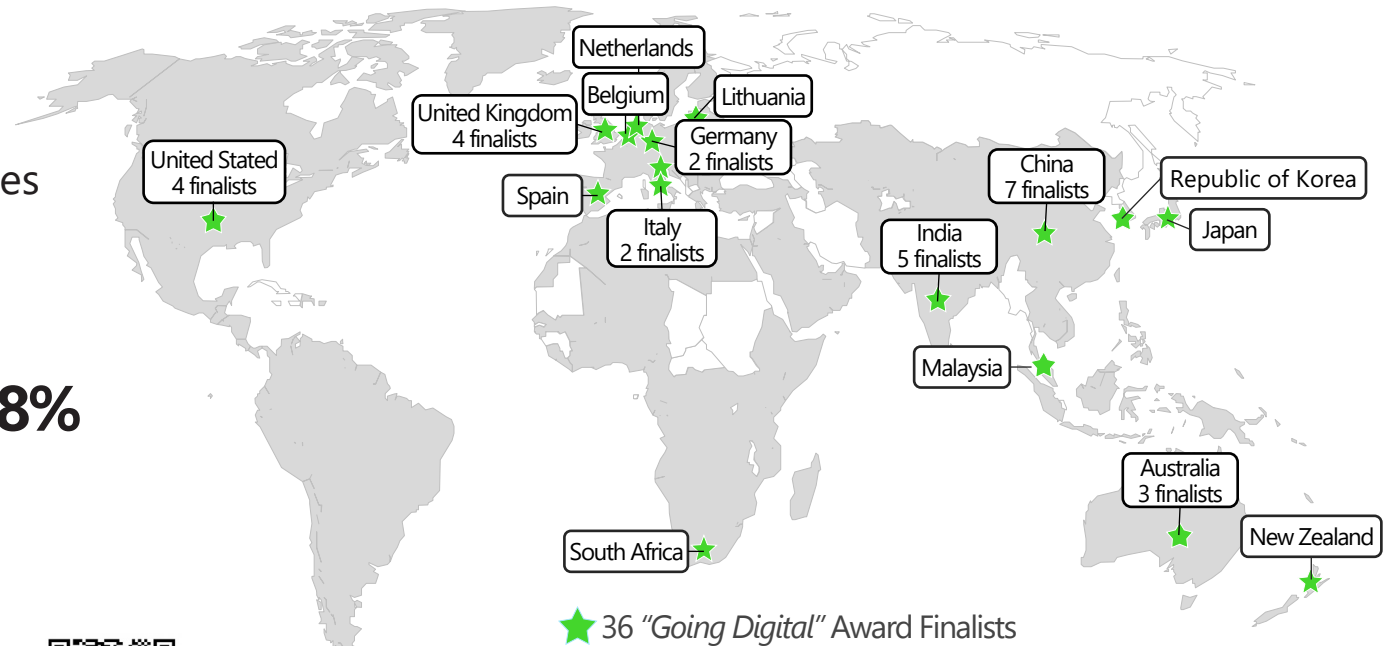 Netherlands
Belgium
Lithuania
United Kingdom
4 finalists
Germany
2 finalists
United Stated
4 finalists
es
China
7 finalists
Republic of Korea
Spain
Italy
2 finalists
India
5 finalists
Japan
Malaysia
8%
Australia
3 finalists
South Africa
New Zealand
36 “Going Digital” Award Finalists